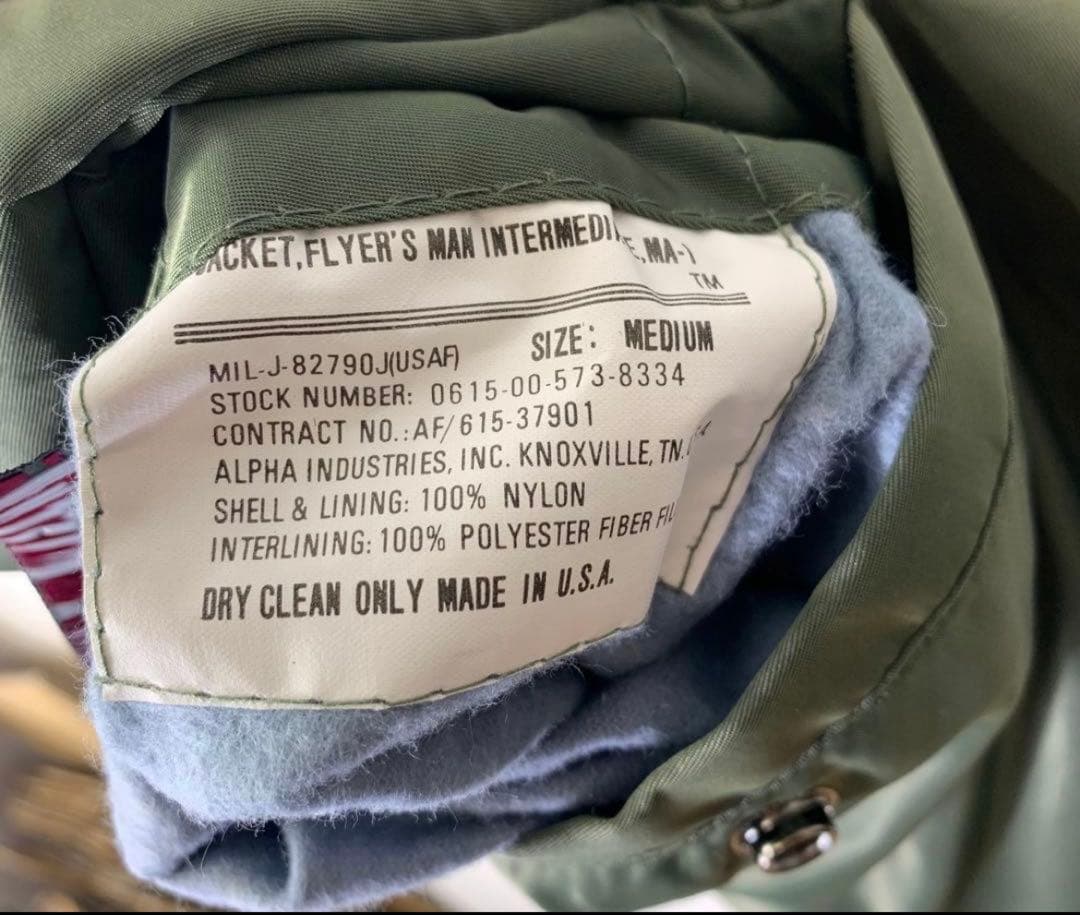 JACKET, FLYER'S MAN INTERMEDI E, MA-1
TM
SIZE: MEDIUM
MIL-J-82790J(USAF)
STOCK NUMBER: 0615-00-573-8334
CONTRACT NO.:AF/615-37901
ALPHA INDUSTRIES, INC. KNOXVILLE, TN.
SHELL & LINING: 100% NYLON
INTERLINING: 100% POLYESTER FIBER
DRY CLEAN ONLY MADE IN U.S.A.